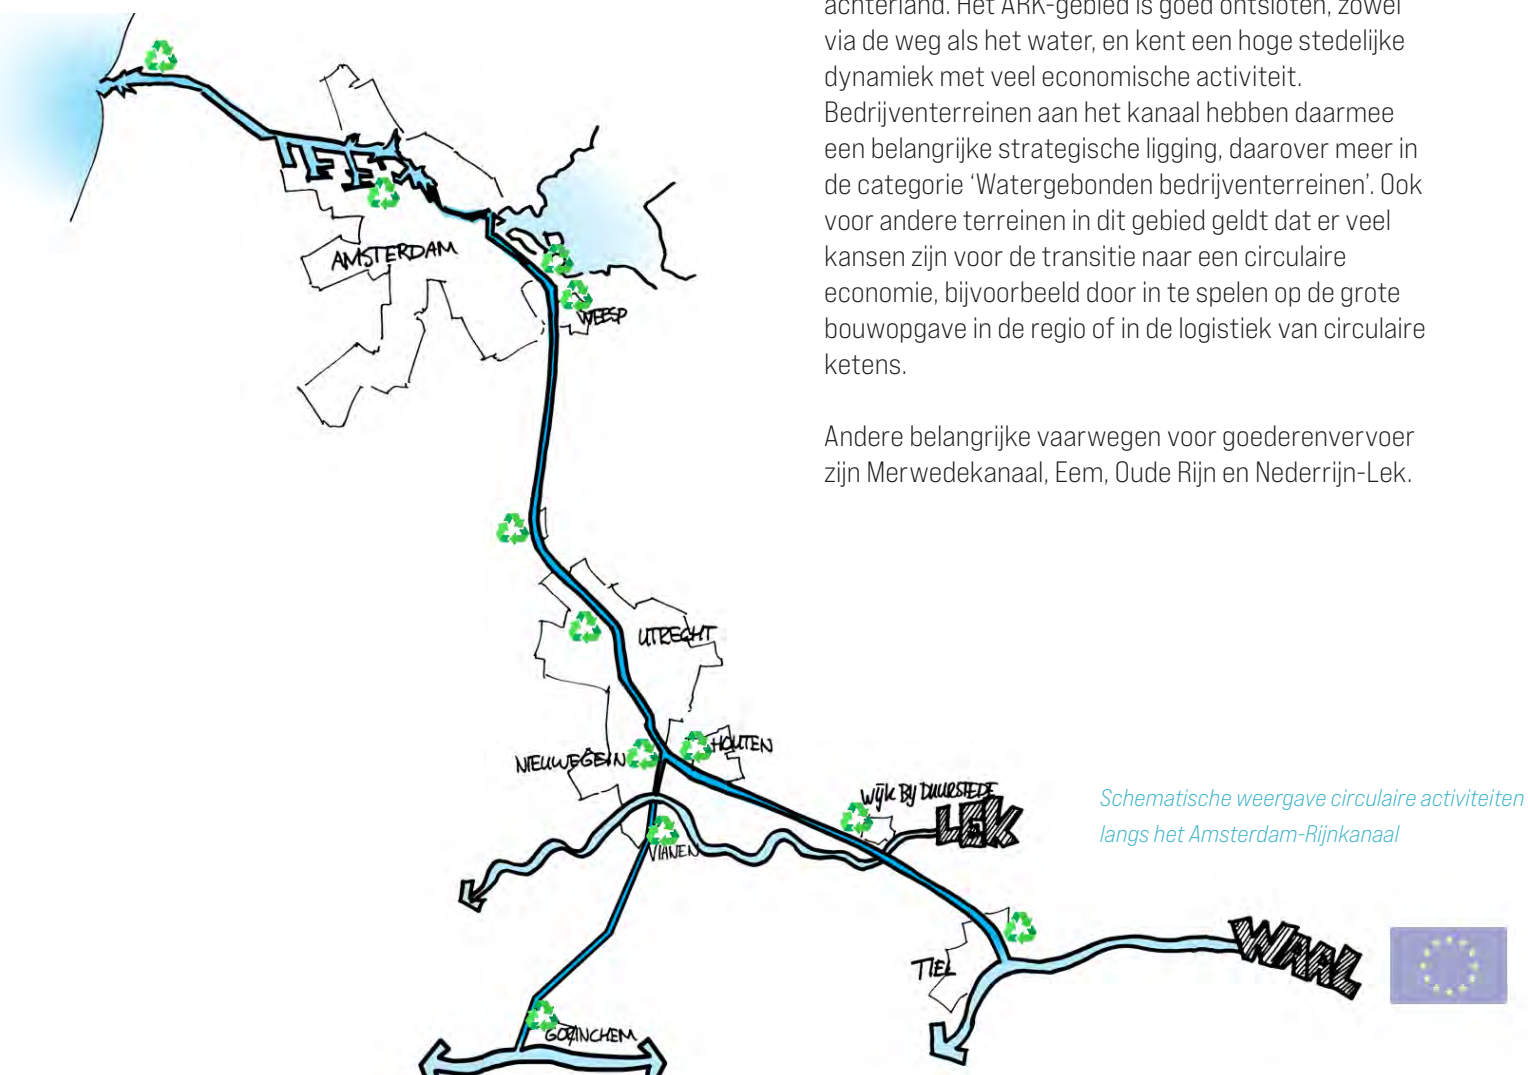 achterland. Het ARK-gebied is goed ontsloten, zowel
via de weg als het water, en kent een hoge stedelijke
dynamiek met veel economische activiteit.
Bedrijventerreinen aan het kanaal hebben daarmee
een belangrijke strategische ligging, daarover meer in
de categorie ‘Watergebonden bedrijventerreinen’. Ook
voor andere terreinen in dit gebied geldt dat er veel
kansen zijn voor de transitie naar een circulaire
economie, bijvoorbeeld door in te spelen op de grote
bouwopgave in de regio of in de logistiek van circulaire
ketens.
Andere belangrijke vaarwegen voor goederenvervoer
zijn Merwedekanaal, Eem, Oude Rijn en Nederrijn-Lek.
AMSTERDAM
WEESP
UTRECHT
NIEUWEGEIN
HOUTEN
WIJK BY DUURSTEDE
LEK
VIANEN
Schematische weergave circulaire activiteiten
langs het Amsterdam-Rijnkanaal
TIEL
WAAL
GORINCHEM